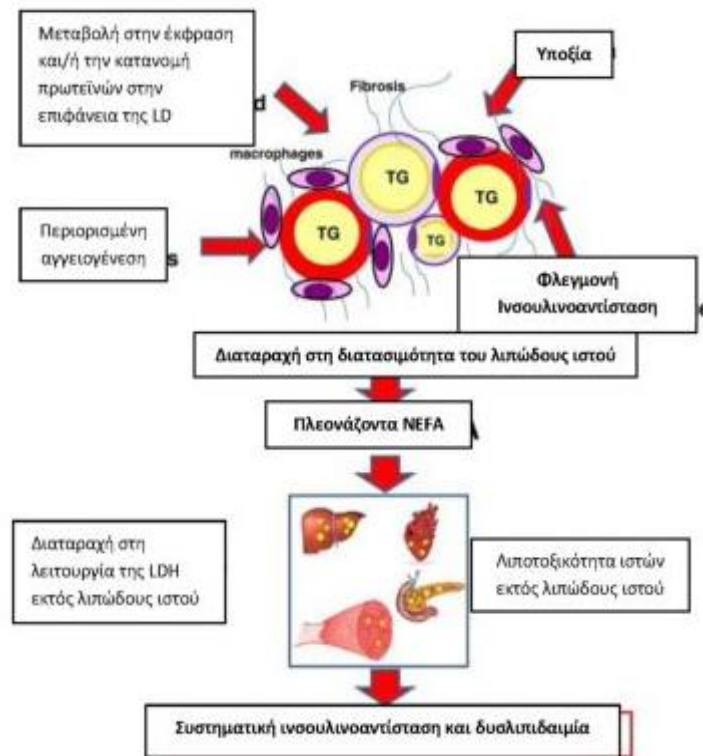 Μεταβολή στην έκφραση
και/ή την κατανομή
πρωτεϊνών στην
επιφάνεια της LD
d
Υποξία
Fibrosis
macrophages
TG
TG
TG
TG
Περιορισμένη
αγγειογένεση
s
Φλεγμονή
Ινσουλινοαντίσταση
Διαταραχή στη διατασιμότητα του λιπώδους ιστού
Πλεονάζοντα NEFA
Διαταραχή στη
λειτουργία της LDH
εκτός λιπώδους ιστού
Λιποτοξικότητα ιστών
εκτός λιπώδους ιστού
Συστηματική ινσουλινοαντίσταση και δυσλιπιδαιμία